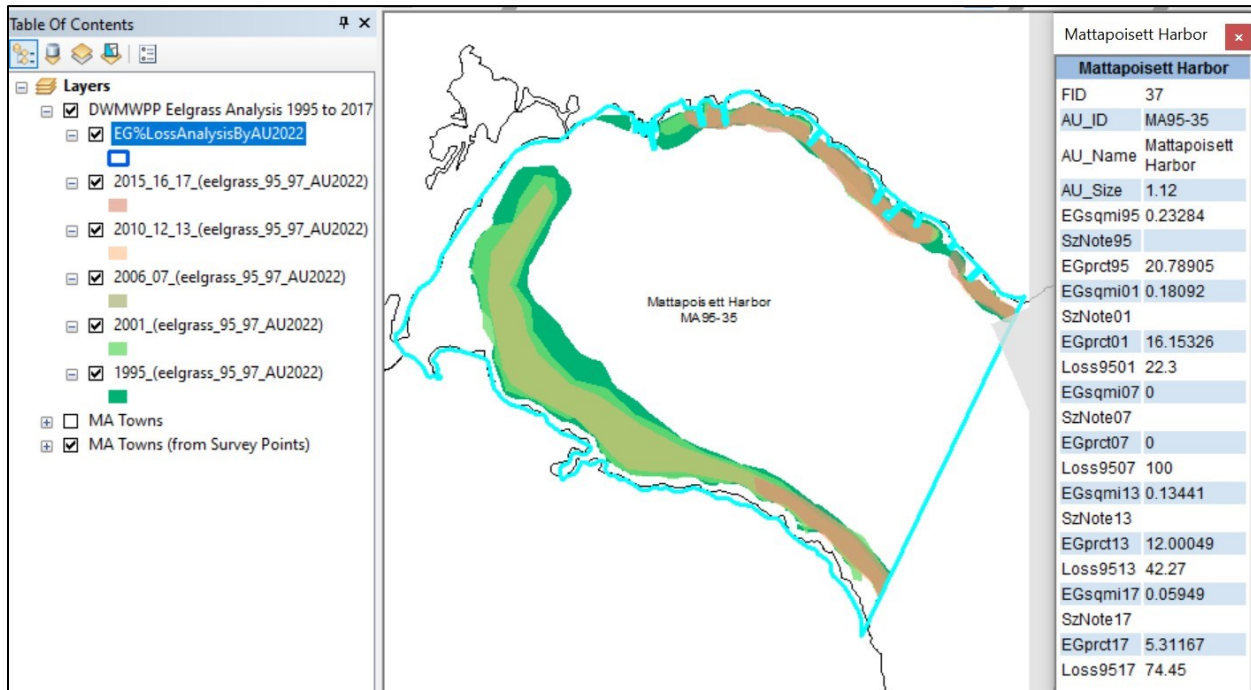 Table Of Contents
Layers
DWMWPP Eelgrass Analysis 1995 to 2017
EG%LossAnalysisByAU2022
2015_16_17_(eelgrass_95_97_AU2022)
2010_12_13_(eelgrass_95_97_AU2022)
2006_07_(eelgrass_95_97_AU2022)
2001_(eelgrass_95_97_AU2022)
1995_(eelgrass_95_97_AU2022)
MA Towns
MA Towns (from Survey Points)
Mattapoisett Harbor
MA95-35
Mattapoisett Harbor
Mattapoisett Harbor
FID 37
AU_ID MA95-35
AU_Name Mattapoisett
Harbor
AU_Size 1.12
EGsqmi95 0.23284
SzNote95
EGprct95 20.78905
EGsqmi01 0.18092
SzNote01
EGprct01 16.15326
Loss9501 22.3
EGsqmi07 0
SzNote07
EGprct07 0
Loss9507 100
EGsqmi13 0.13441
SzNote13
EGprct13 12.00049
Loss9513 42.27
EGsqmi17 0.05949
SzNote17
EGprct17 5.31167
Loss9517 74.45